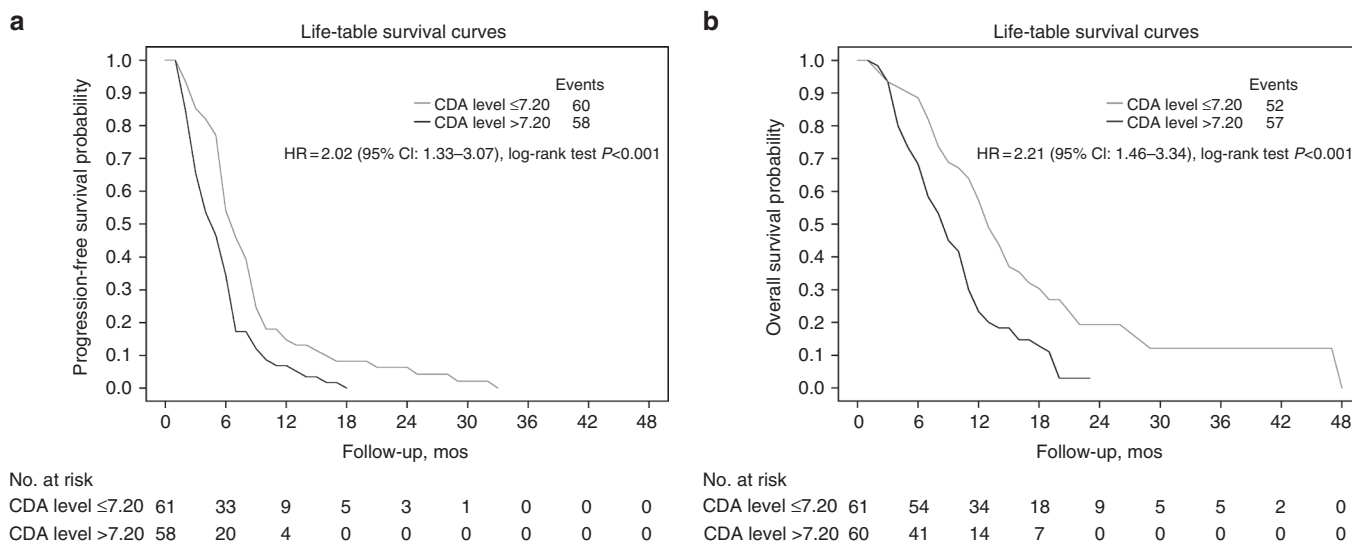 a
Life-table survival curves
Progression-free survival probability
1.0
0.9
0.8
0.7
0.6
0.5
0.4
0.3
0.2
0.1
0.0
Events
CDA level ≤7.20 60
CDA level >7.20 58
HR=2.02 (95% CI: 1.33–3.07), log-rank test P<0.001
0 6 12 18 24 30 36 42 48
Follow-up, mos
No. at risk
CDA level ≤7.20 61 33 9 5 3 1 0 0 0
CDA level >7.20 58 20 4 0 0 0 0 0 0
b
Life-table survival curves
Overall survival probability
1.0
0.9
0.8
0.7
0.6
0.5
0.4
0.3
0.2
0.1
0.0
Events
CDA level ≤7.20 52
CDA level >7.20 57
HR=2.21 (95% CI: 1.46–3.34), log-rank test P<0.001
0 6 12 18 24 30 36 42 48
Follow-up, mos
No. at risk
CDA level ≤7.20 61 54 34 18 9 5 5 2 0
CDA level >7.20 60 41 14 7 0 0 0 0 0